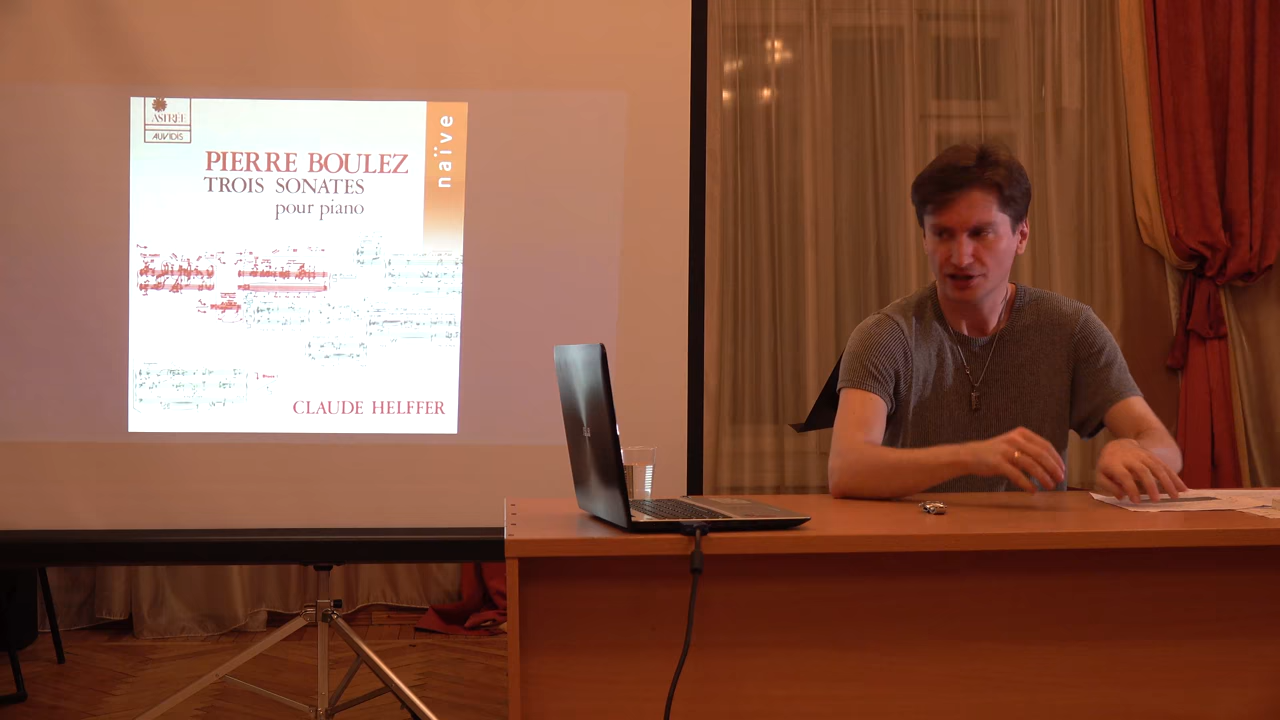 ASTRÉE
AUVIDIS
naïve
PIERRE BOULEZ
TROIS SONATES
pour piano
CLAUDE HELFFER